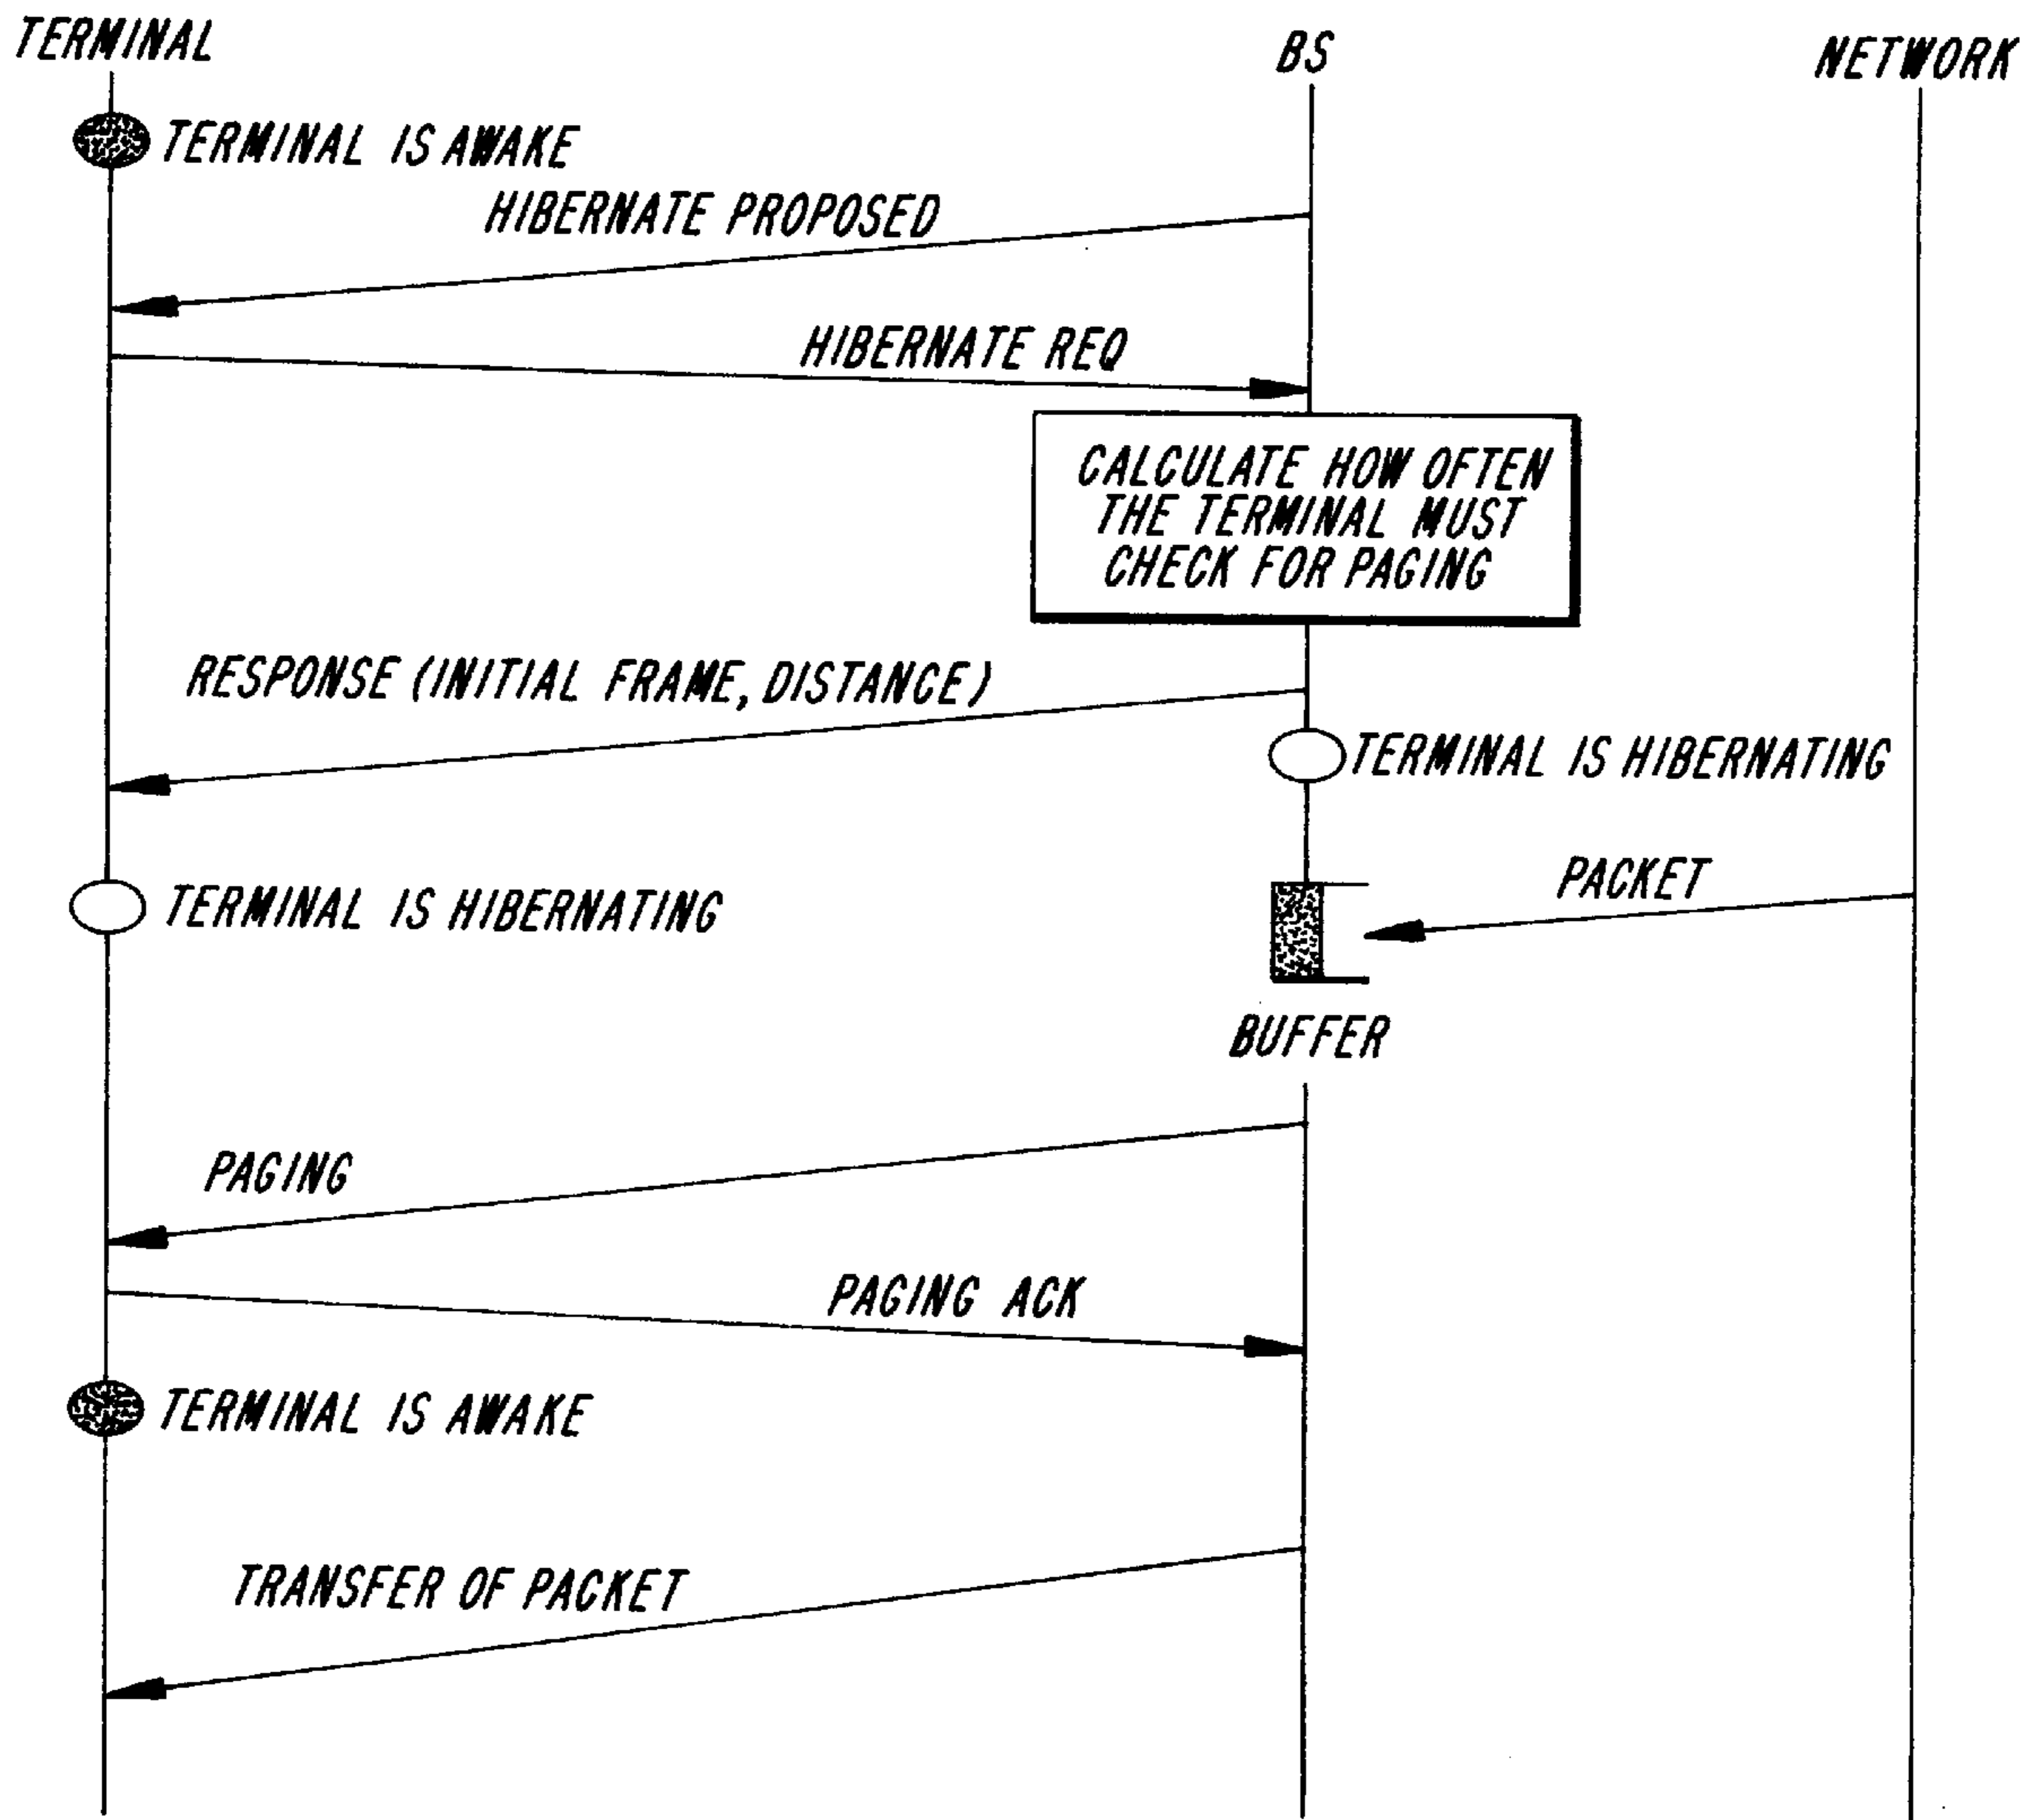 TERMINAL
BS
NETWORK
TERMINAL IS AWAKE
HIBERNATE PROPOSED
HIBERNATE REQ
CALCULATE HOW OFTEN
THE TERMINAL MUST
CHECK FOR PAGING
RESPONSE (INITIAL FRAME, DISTANCE)
TERMINAL IS HIBERNATING
PACKET
TERMINAL IS HIBERNATING
BUFFER
PAGING
PAGING ACK
TERMINAL IS AWAKE
TRANSFER OF PACKET